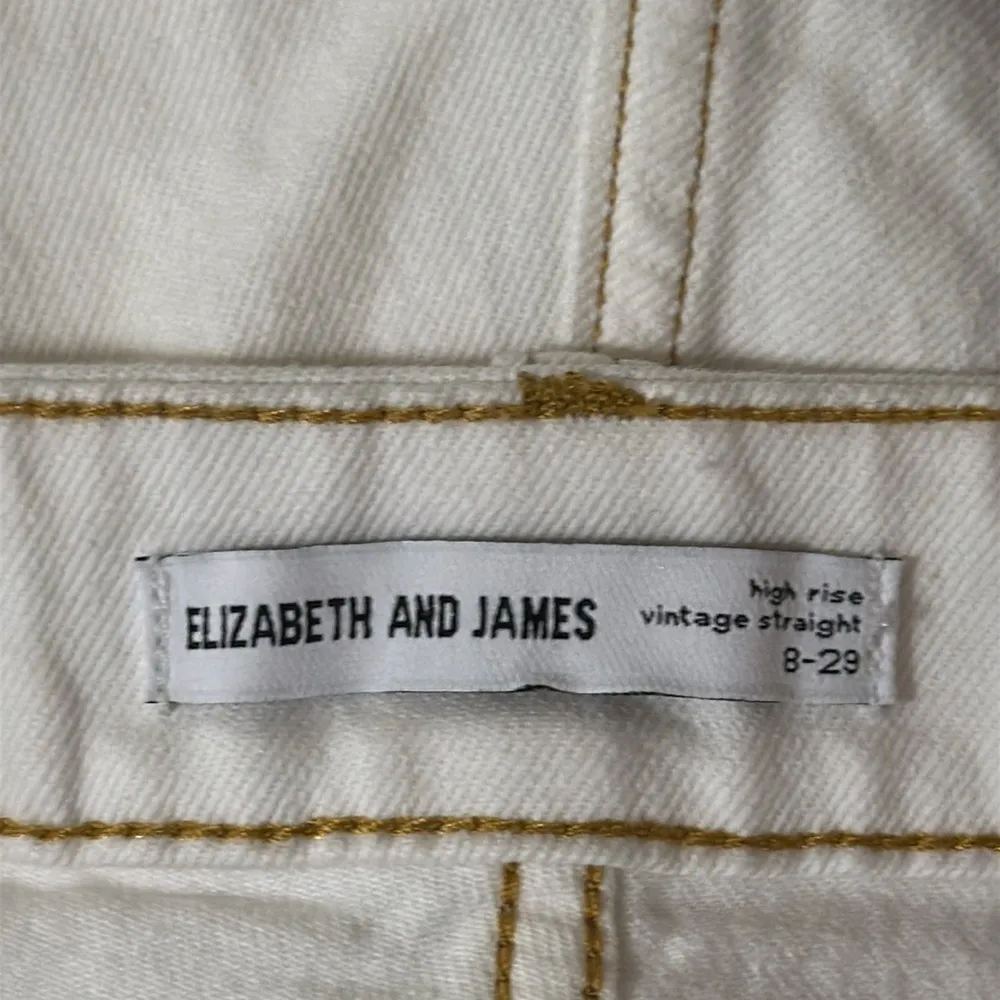 ELIZABETH AND JAMES
high rise
vintage straight
8-29